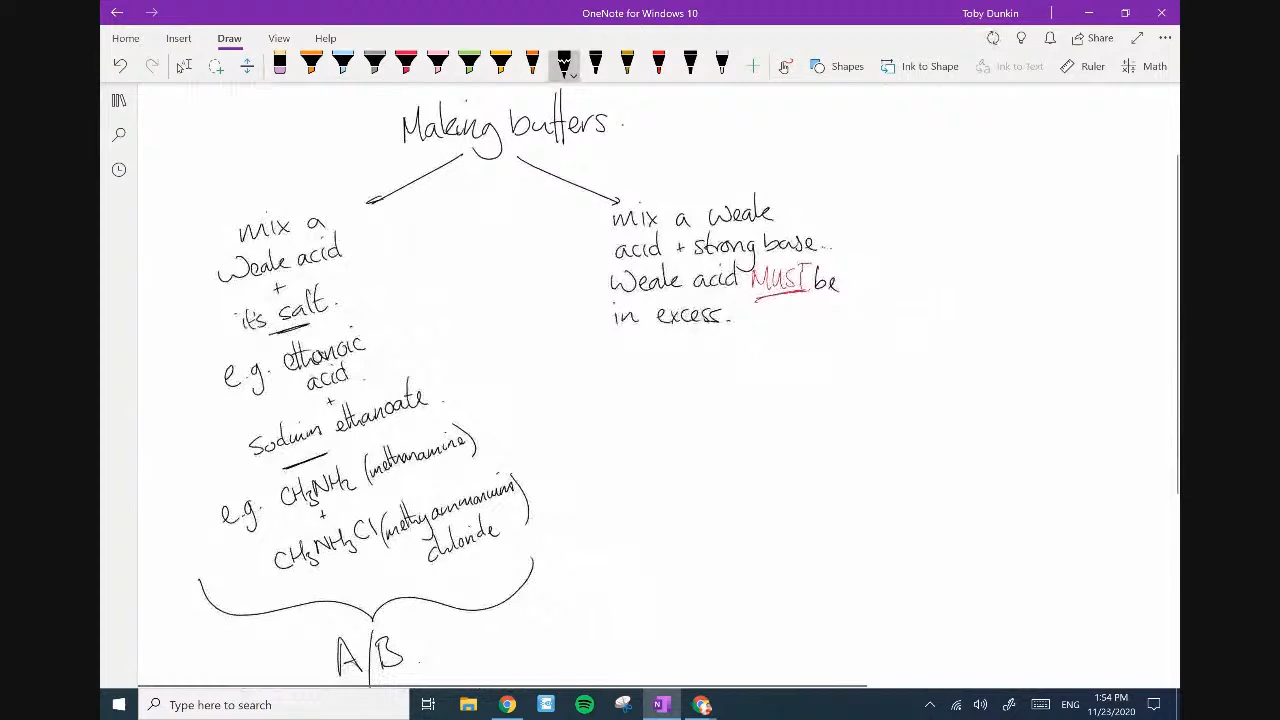 OneNote for Windows 10
Toby Dunkin
Home Insert Draw View Help
Share
Shapes
Ink to Shape
Ink to Text
Ruler
Math
Making buffers.
mix a
weak acid
+
it's salt.
e.g. ethanoic
acid
+
Sodium ethanoate.
e.g. CH3NH2 (methanamine)
+
CH3NH3Cl (methyammonium
chloride)
A/B.
mix a weak
acid + strong base...
Weak acid MUST be
in excess.
Type here to search
ENG
1:54 PM
11/23/2020